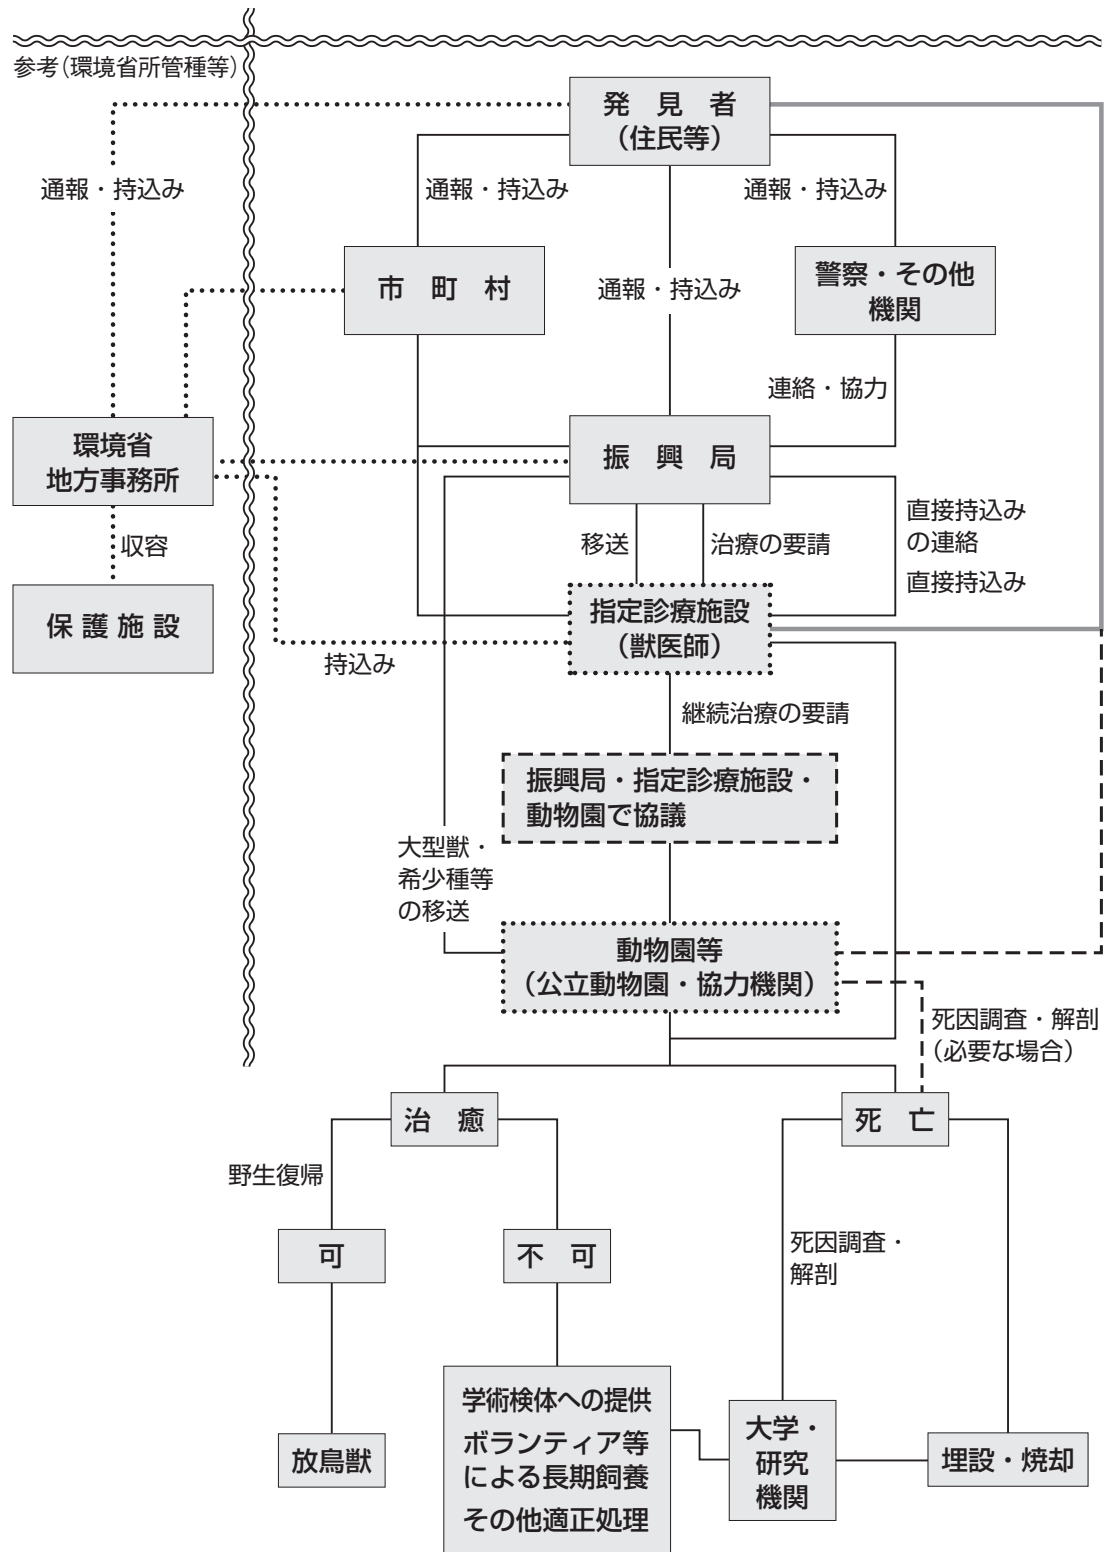 参考(環境省所管種等)
発見者
(住民等)
通報・持込み
通報・持込み
通報・持込み
市町村
通報・持込み
警察・その他
機関
連絡・協力
環境省
地方事務所
振興局
収容
移送
治療の要請
直接持込み
の連絡
直接持込み
保護施設
指定診療施設
(獣医師)
持込み
継続治療の要請
振興局・指定診療施設・
動物園で協議
大型獣・
希少種等
の移送
動物園等
(公立動物園・協力機関)
死因調査・解剖
(必要な場合)
治癒
死亡
野生復帰
可
不可
死因調査・
解剖
放鳥獣
学術検体への提供
ボランティア等
による長期飼養
その他適正処理
大学・
研究
機関
埋設・焼却